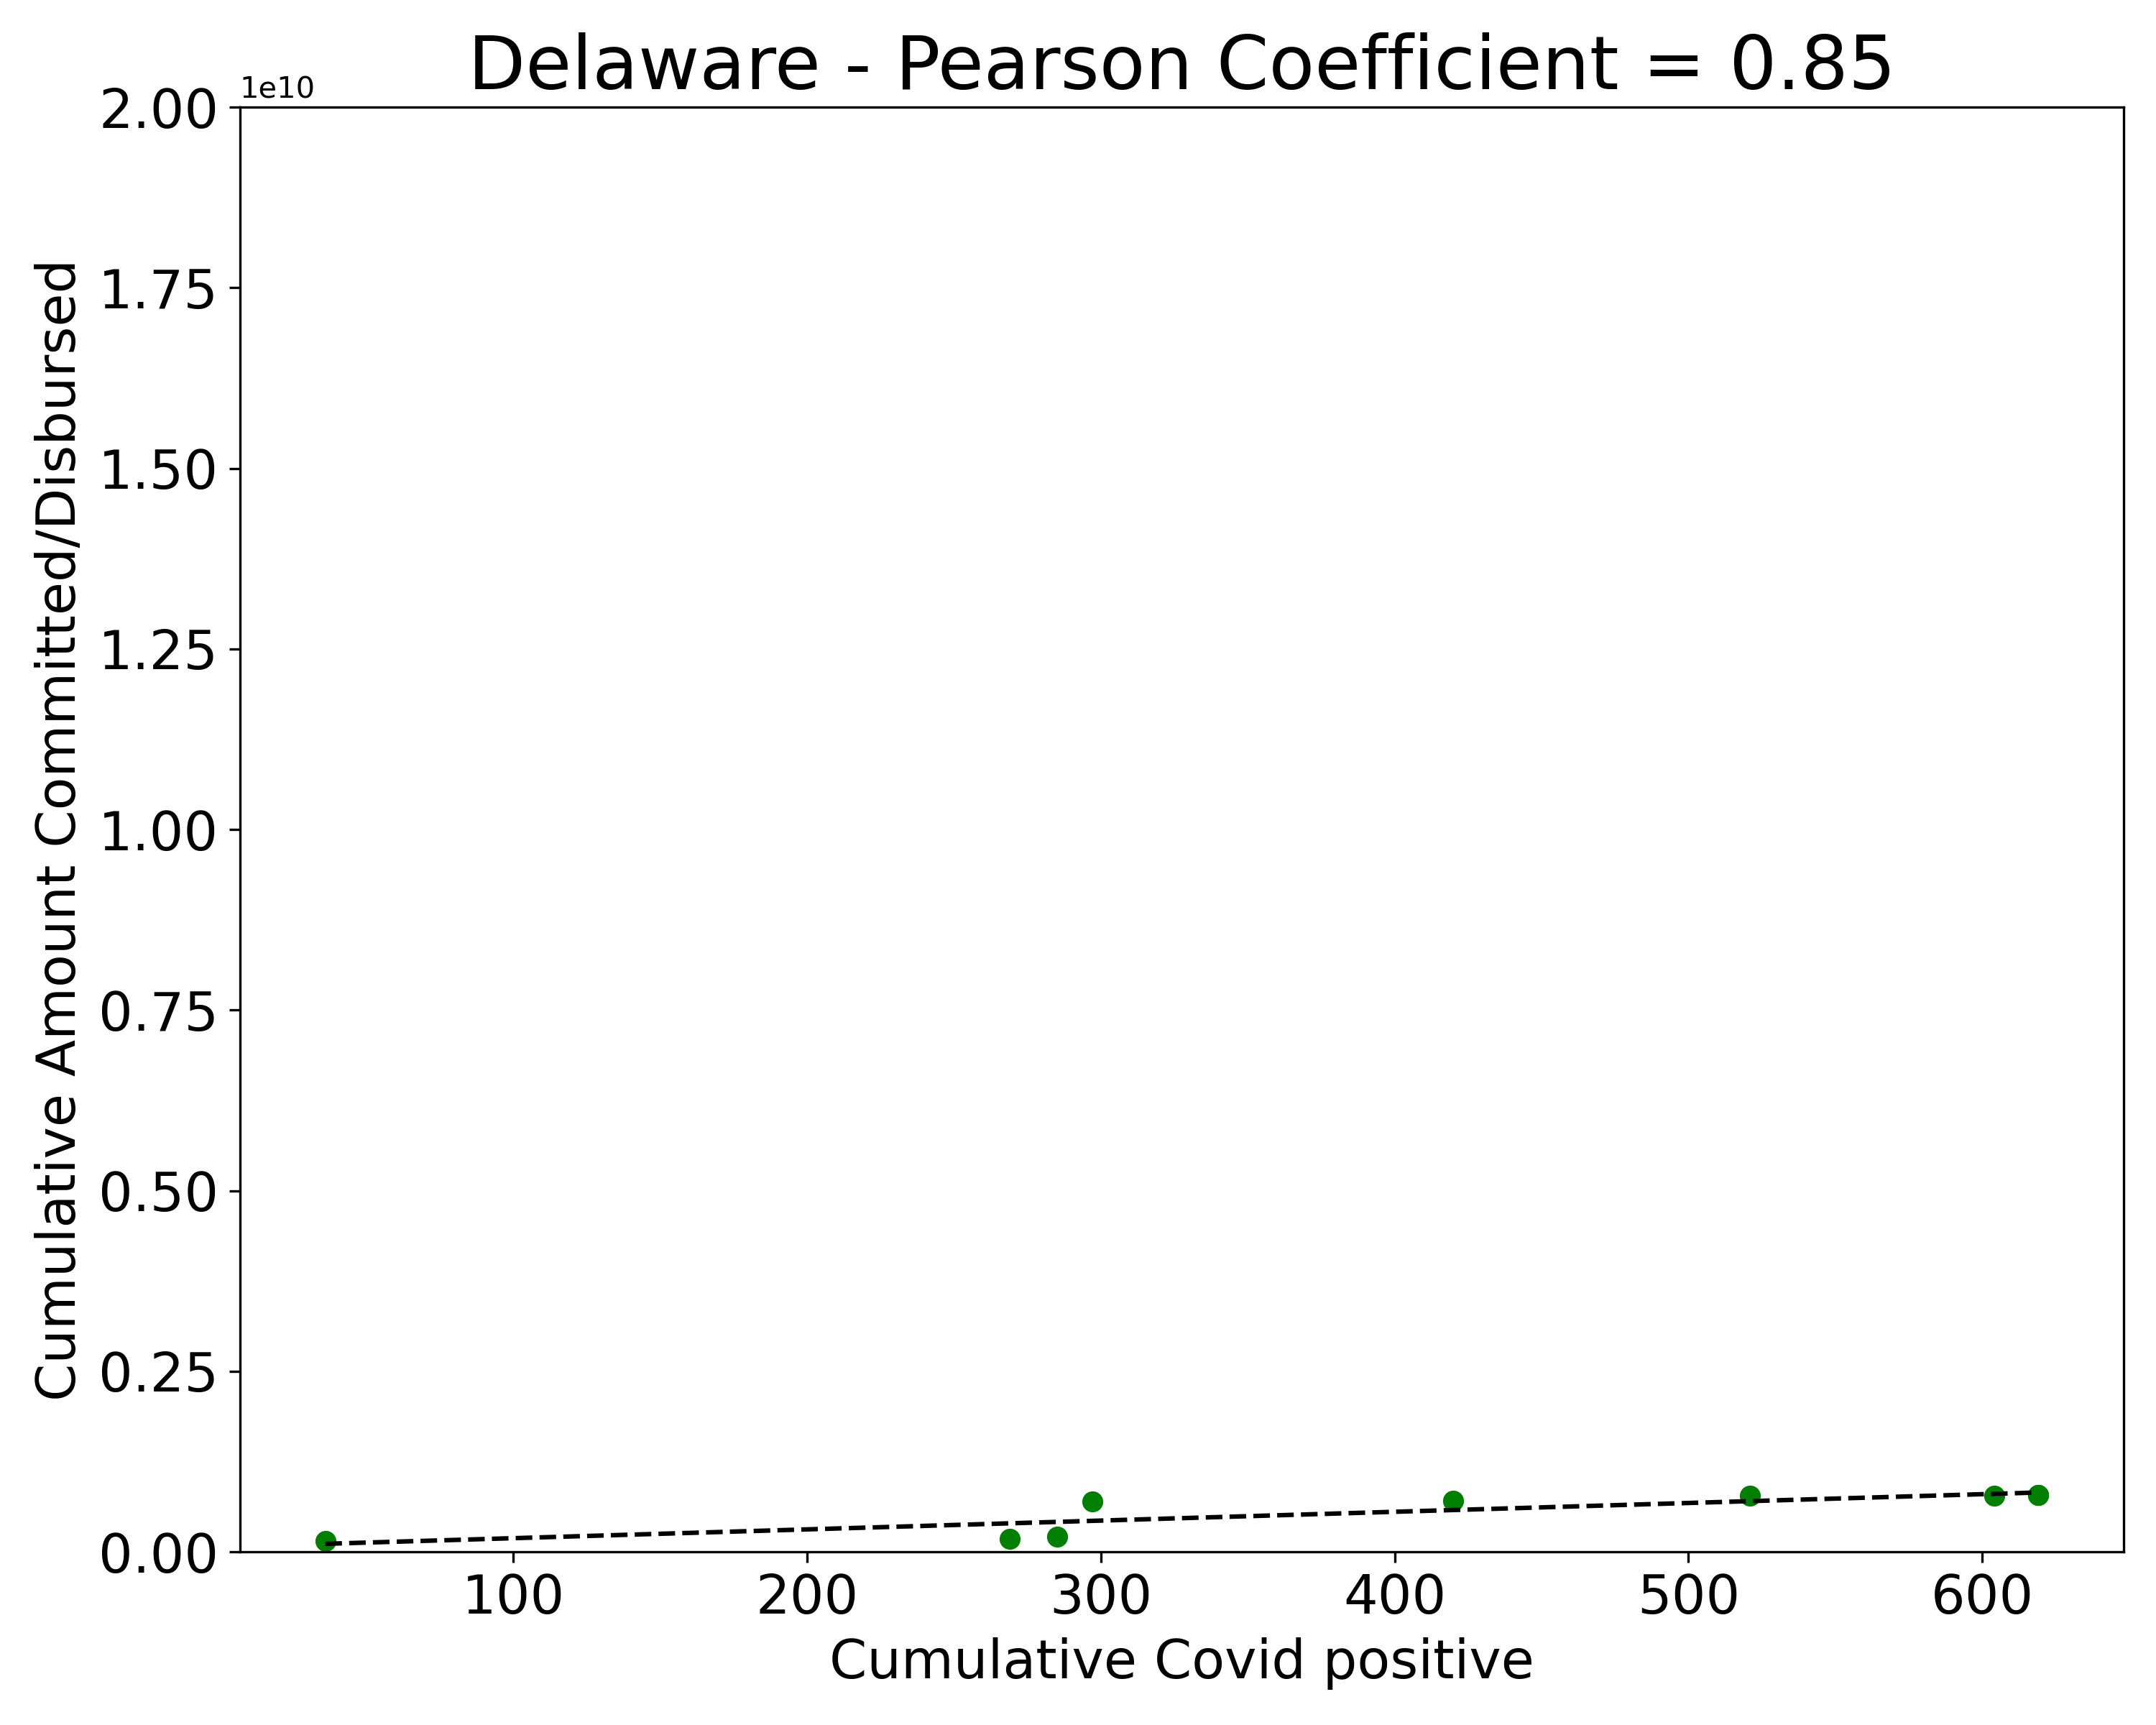 Delaware - Pearson Coefficient = 0.85
1e10
2.00
1.75
1.50
1.25
1.00
0.75
0.50
0.25
0.00
Cumulative Amount Committed/Disbursed
100 200 300 400 500 600
Cumulative Covid positive